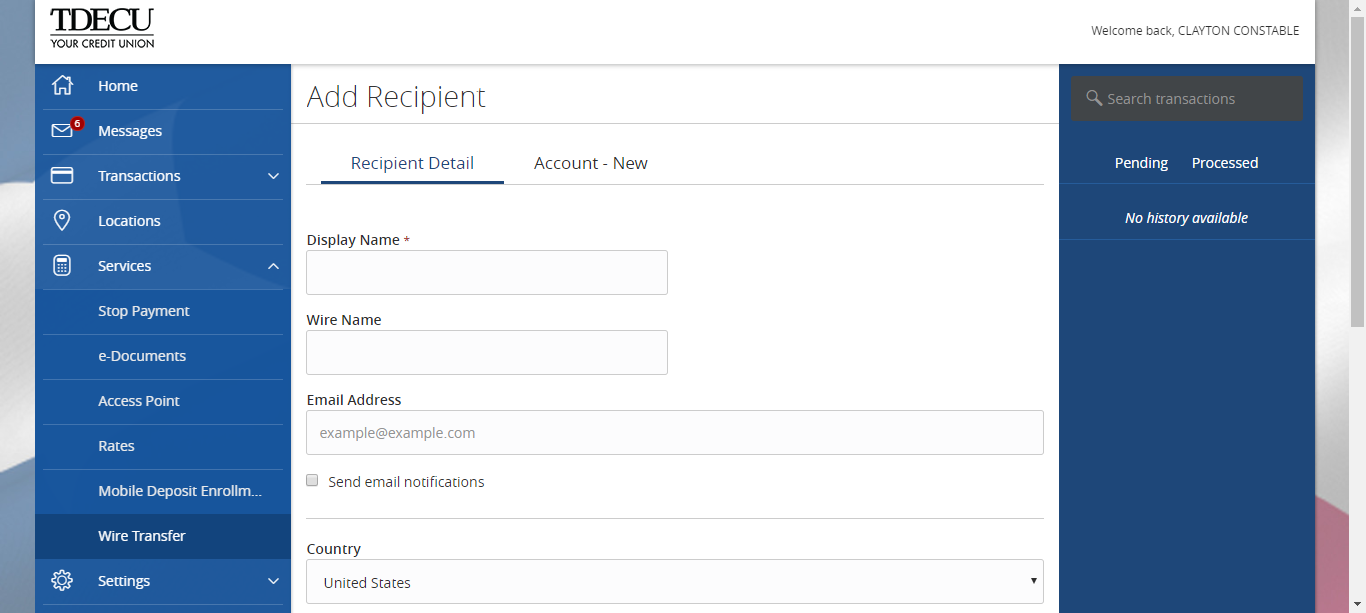 TDECU
YOUR CREDIT UNION
Welcome back, CLAYTON CONSTABLE
Home
6
Messages
Transactions
Locations
Services
Stop Payment
e-Documents
Access Point
Rates
Mobile Deposit Enrollm...
Wire Transfer
Settings
Add Recipient
Recipient Detail
Account - New
Display Name *
Wire Name
Email Address
example@example.com
Send email notifications
Country
United States
Search transactions
Pending Processed
No history available